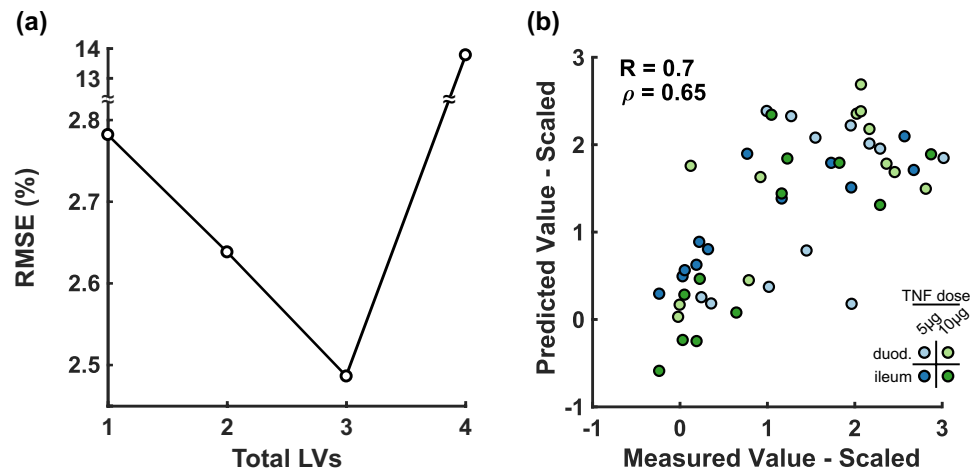 (a)
14
13
2.8
2.7
2.6
2.5
RMSE (%)
1 2 3 4
Total LVs
(b)
3
2
1
0
-1
Predicted Value - Scaled
R = 0.7
ρ = 0.65
TNF dose
5μg 10μg
duod.
ileum
-1 0 1 2 3
Measured Value - Scaled